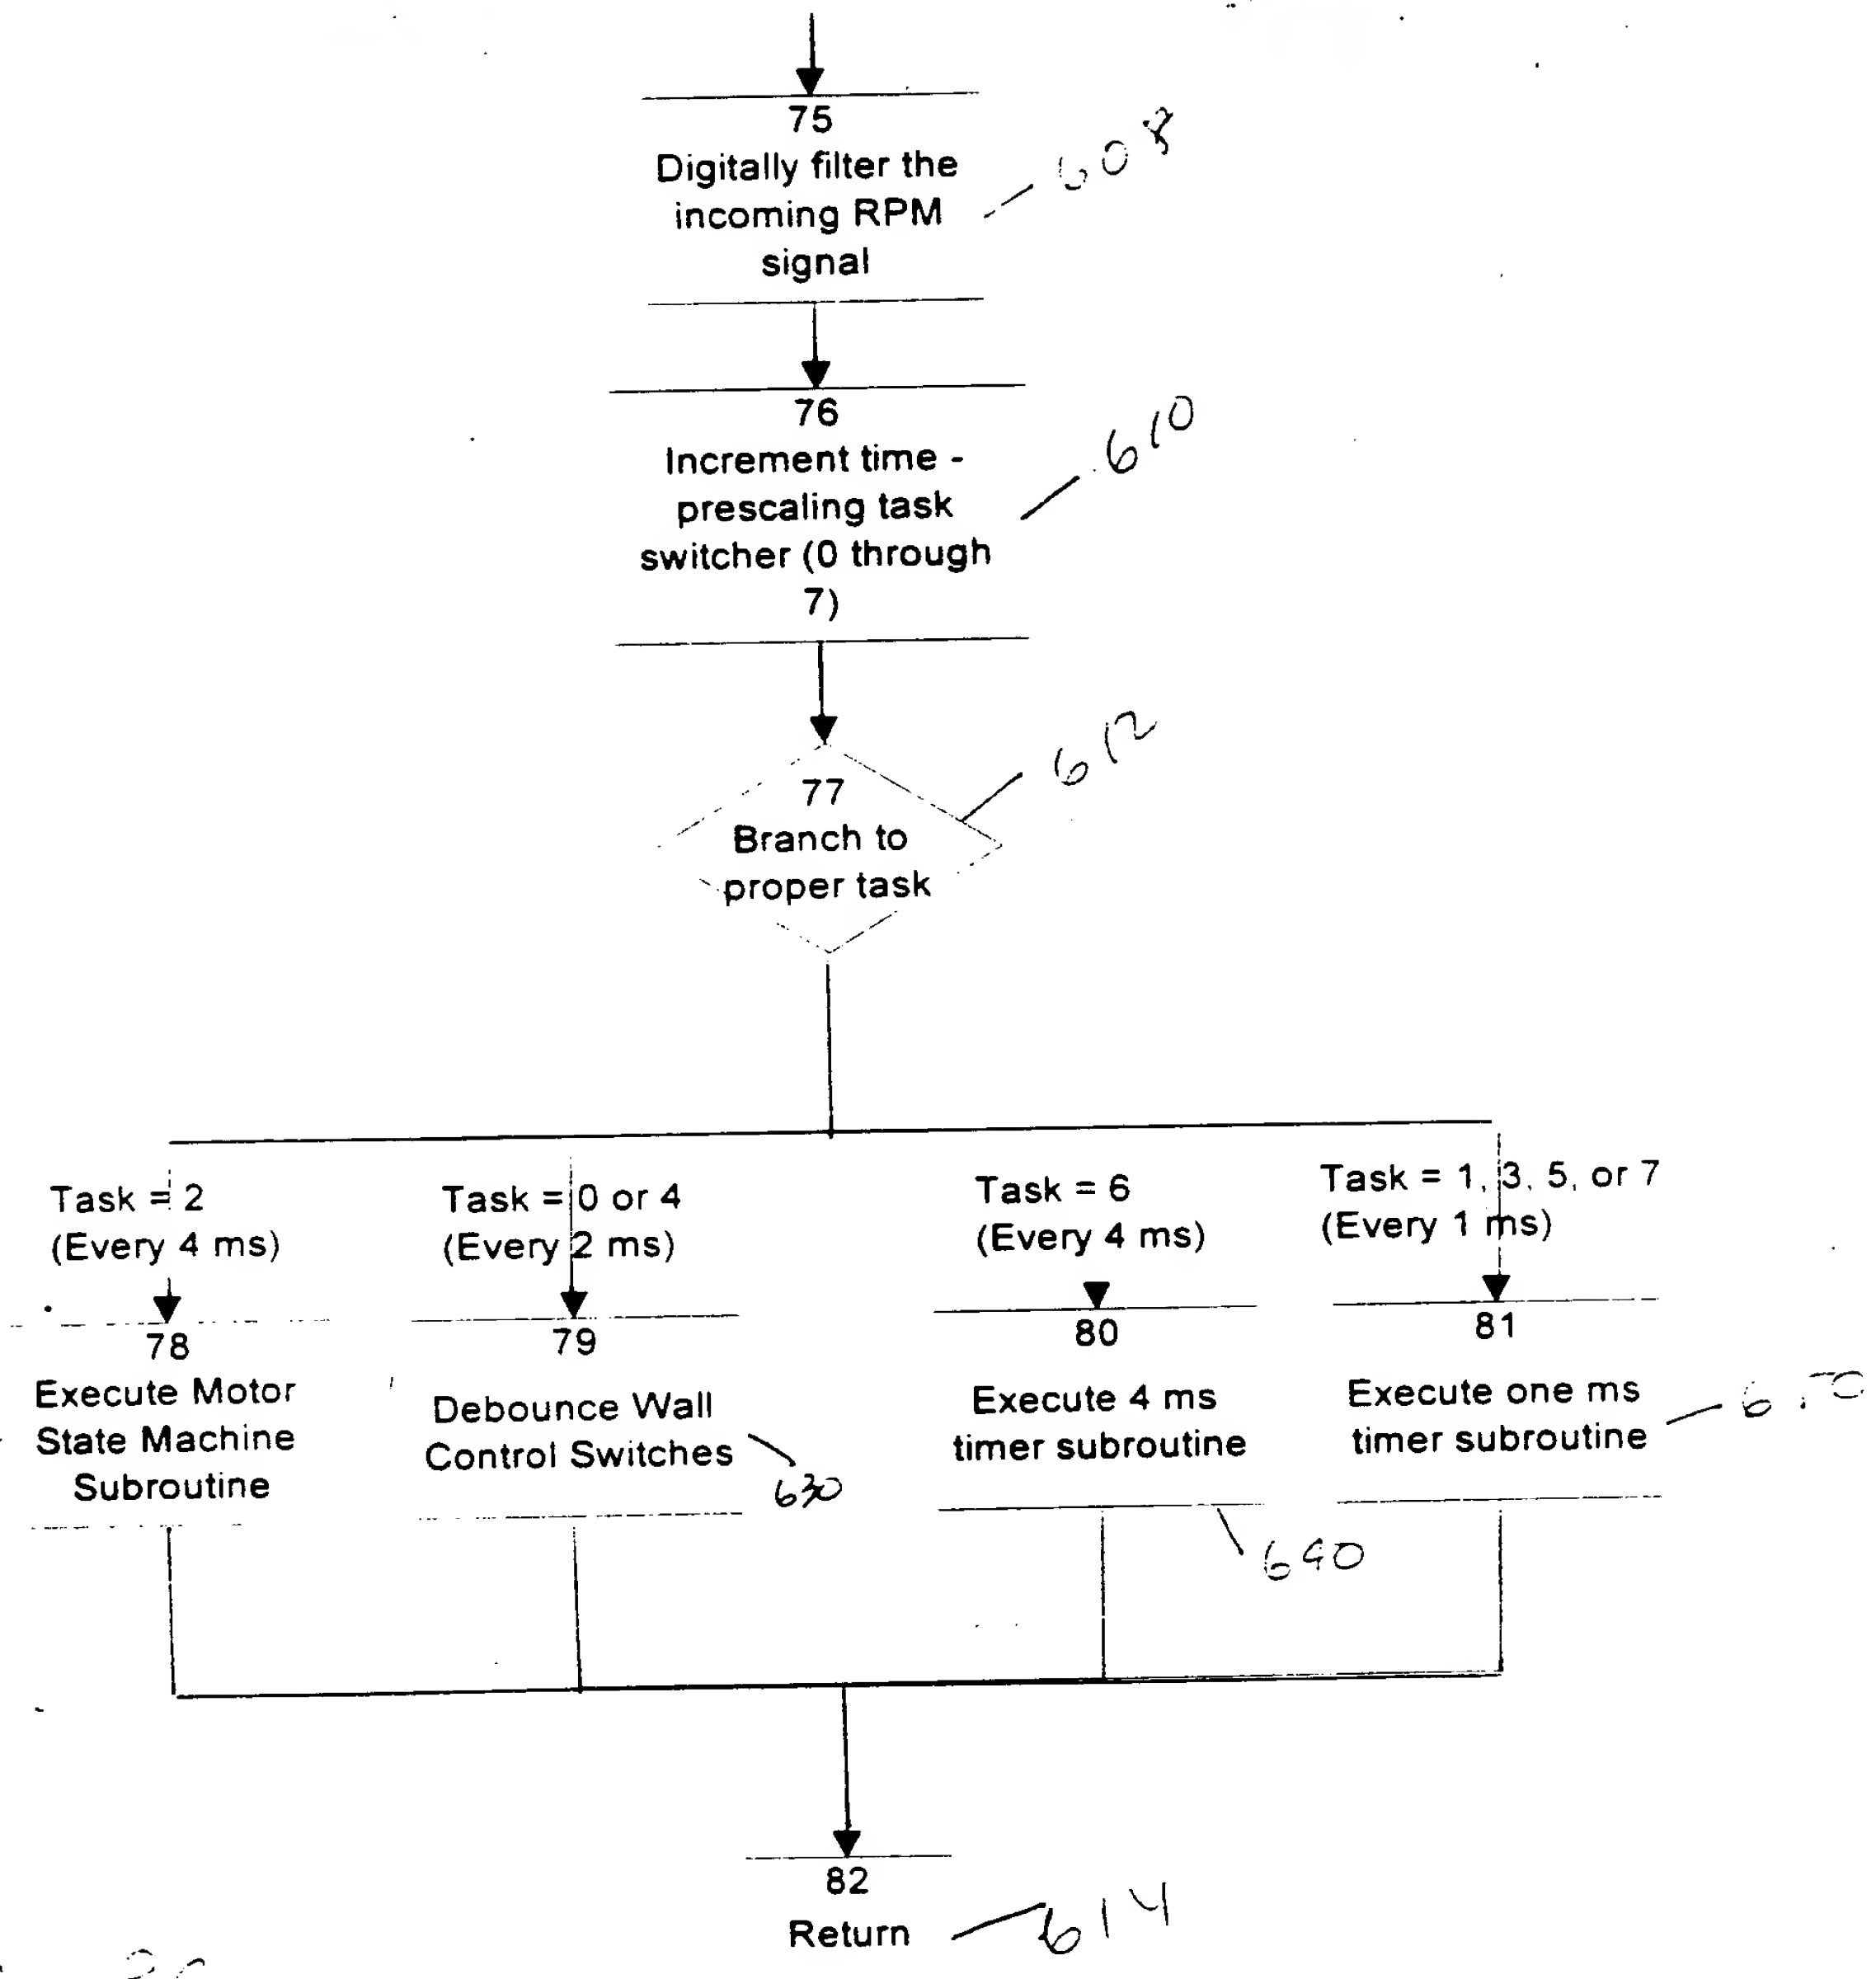 75
Digitally filter the
incoming RPM
signal
608
76
Increment time -
prescaling task
switcher (0 through
7)
610
77
Branch to
proper task
612
Task = 2
(Every 4 ms)
Task = 0 or 4
(Every 2 ms)
Task = 6
(Every 4 ms)
Task = 1, 3, 5, or 7
(Every 1 ms)
78
Execute Motor
State Machine
Subroutine
79
Debounce Wall
Control Switches
630
80
Execute 4 ms
timer subroutine
640
81
Execute one ms
timer subroutine
82
Return
614